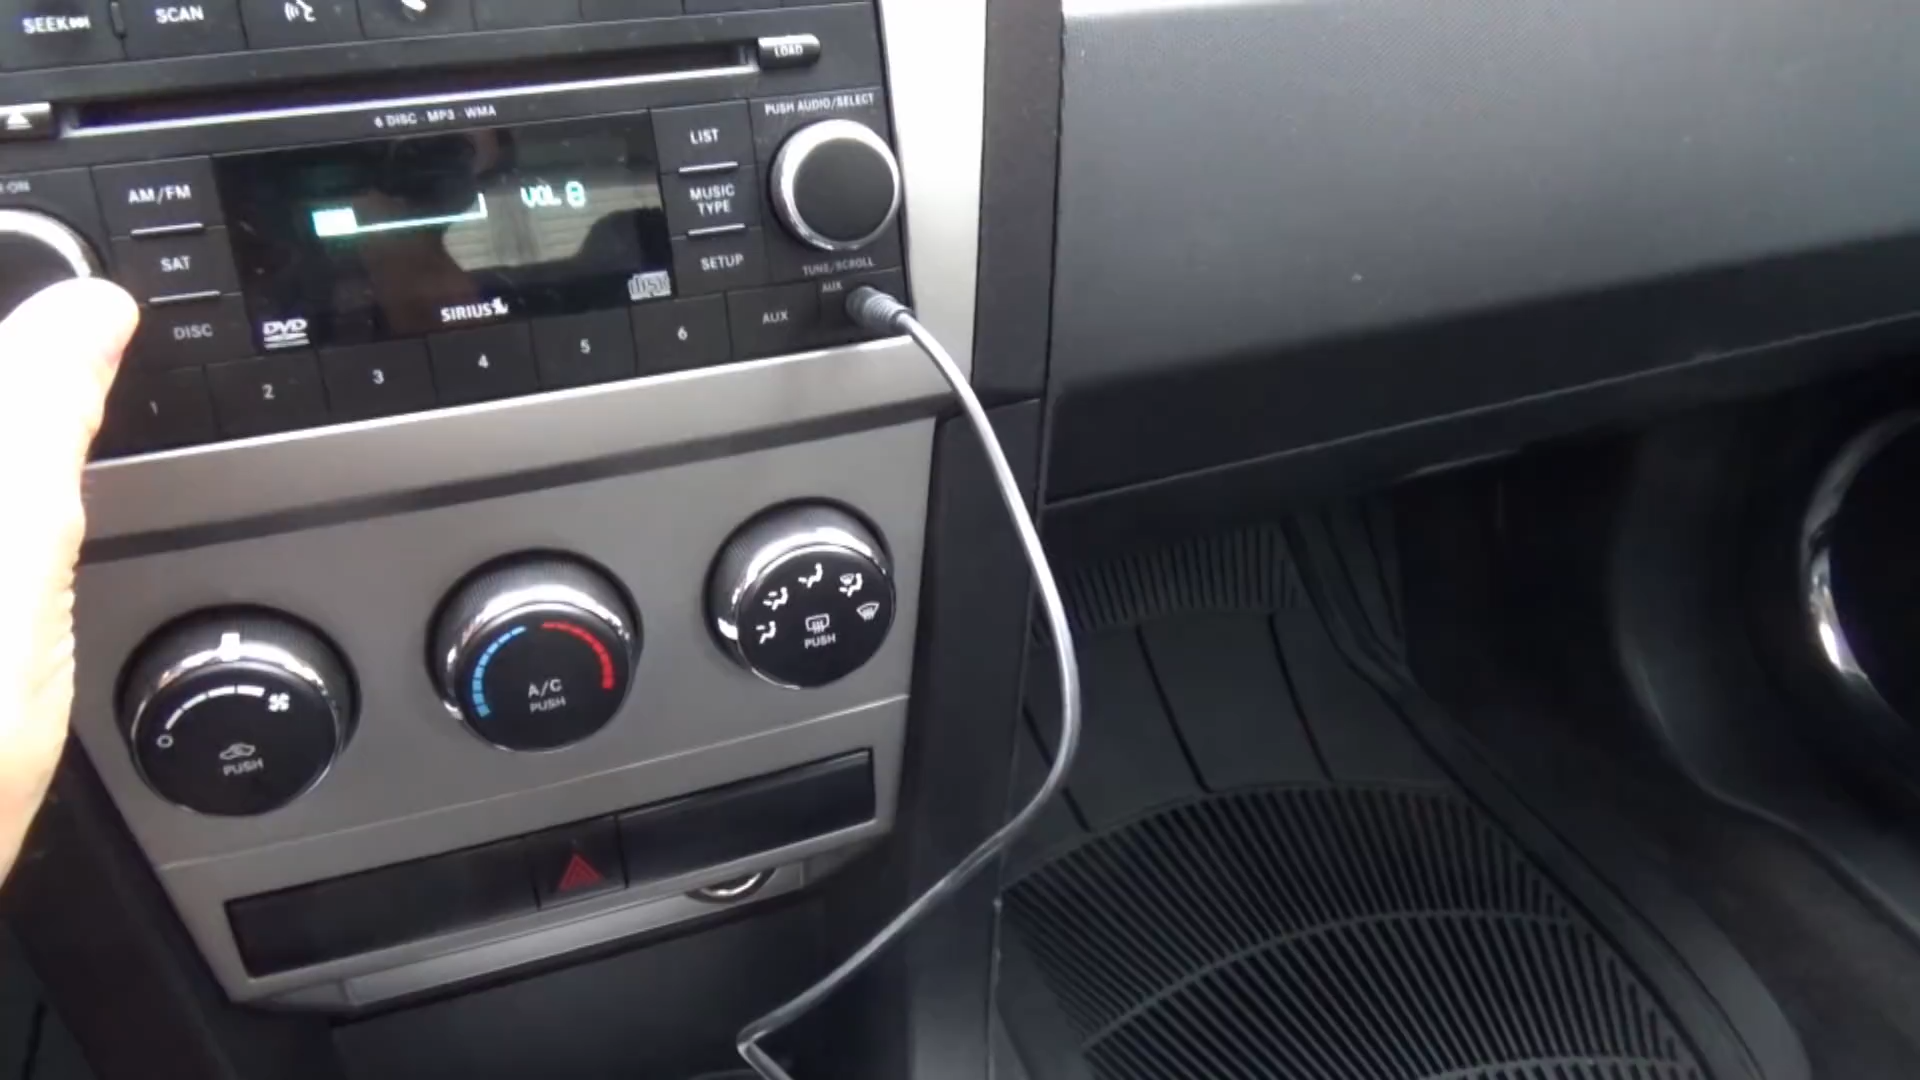 SEEK
SCAN
LOAD
6 DISC · MP3 · WMA
PUSH AUDIO/SELECT
AM/FM
SAT
DISC
VOL 8
LIST
MUSIC
TYPE
SETUP
TUNE/SCROLL
DVD
SIRIUS
disc
AUX
AUX
1
2
3
4
5
6
PUSH
A/C
PUSH
PUSH